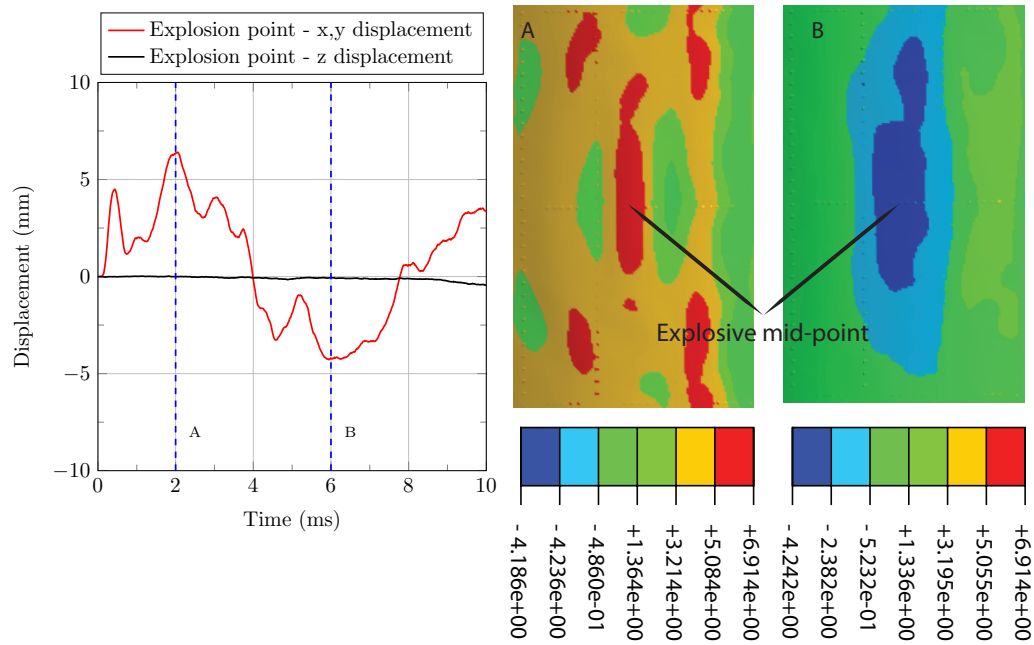 Explosion point - x,y displacement
Explosion point - z displacement
10
5
0
−5
−10
Displacement (mm)
A
B
0
2
4
6
8
10
Time (ms)
A
B
Explosive mid-point
- 4.186e+00
- 4.236e+00
- 4.860e-01
+1.364e+00
+3.214e+00
+5.084e+00
+6.914e+00
- 4.242e+00
- 2.382e+00
- 5.232e-01
+1.336e+00
+3.195e+00
+5.055e+00
+6.914e+00